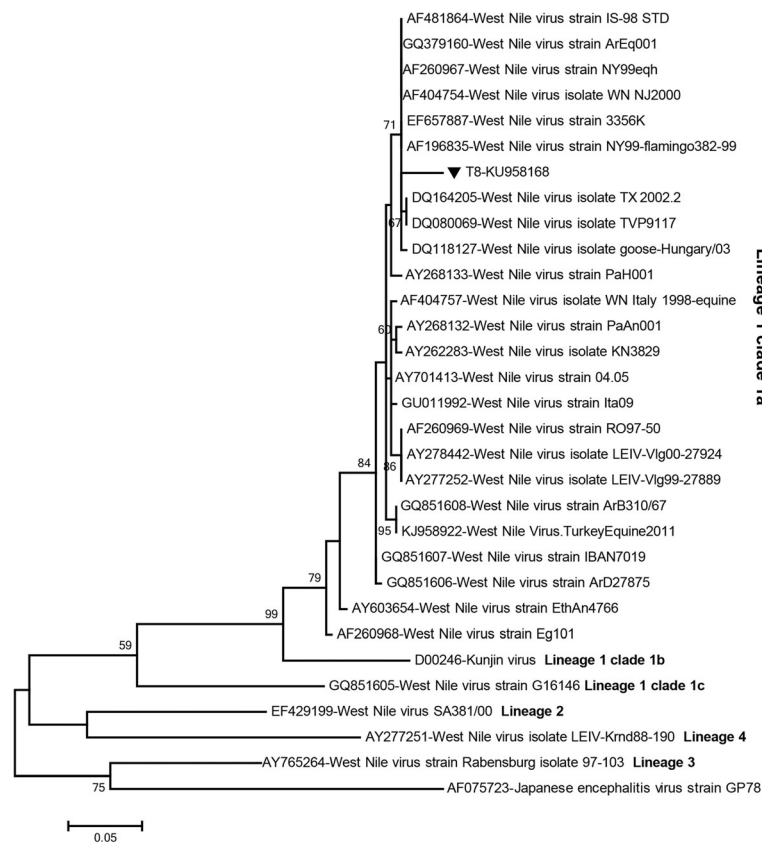 AF481864-West Nile virus strain IS-98 STD
GQ379160-West Nile virus strain ArEq001
AF260967-West Nile virus strain NY99eqh
AF404754-West Nile virus isolate WN NJ2000
EF657887-West Nile virus strain 3356K
71
AF196835-West Nile virus strain NY99-flamingo382-99
T8-KU958168
DQ164205-West Nile virus isolate TX 2002.2
67
DQ080069-West Nile virus isolate TVP9117
DQ118127-West Nile virus isolate goose-Hungary/03
AY268133-West Nile virus strain PaH001
AF404757-West Nile virus isolate WN Italy 1998-equine
60
AY268132-West Nile virus strain PaAn001
AY262283-West Nile virus isolate KN3829
AY701413-West Nile virus strain 04.05
GU011992-West Nile virus strain Ita09
AF260969-West Nile virus strain RO97-50
AY278442-West Nile virus isolate LEIV-Vlg00-27924
84
86
AY277252-West Nile virus isolate LEIV-Vlg99-27889
GQ851608-West Nile virus strain ArB310/67
95
KJ958922-West Nile Virus.TurkeyEquine2011
GQ851607-West Nile virus strain IBAN7019
79
GQ851606-West Nile virus strain ArD27875
AY603654-West Nile virus strain EthAn4766
99
AF260968-West Nile virus strain Eg101
59
D00246-Kunjin virus Lineage 1 clade 1b
GQ851605-West Nile virus strain G16146 Lineage 1 clade 1c
EF429199-West Nile virus SA381/00 Lineage 2
AY277251-West Nile virus isolate LEIV-Krnd88-190 Lineage 4
AY765264-West Nile virus strain Rabensburg isolate 97-103 Lineage 3
75
AF075723-Japanese encephalitis virus strain GP78
0.05
Lineage 1 clade 1a